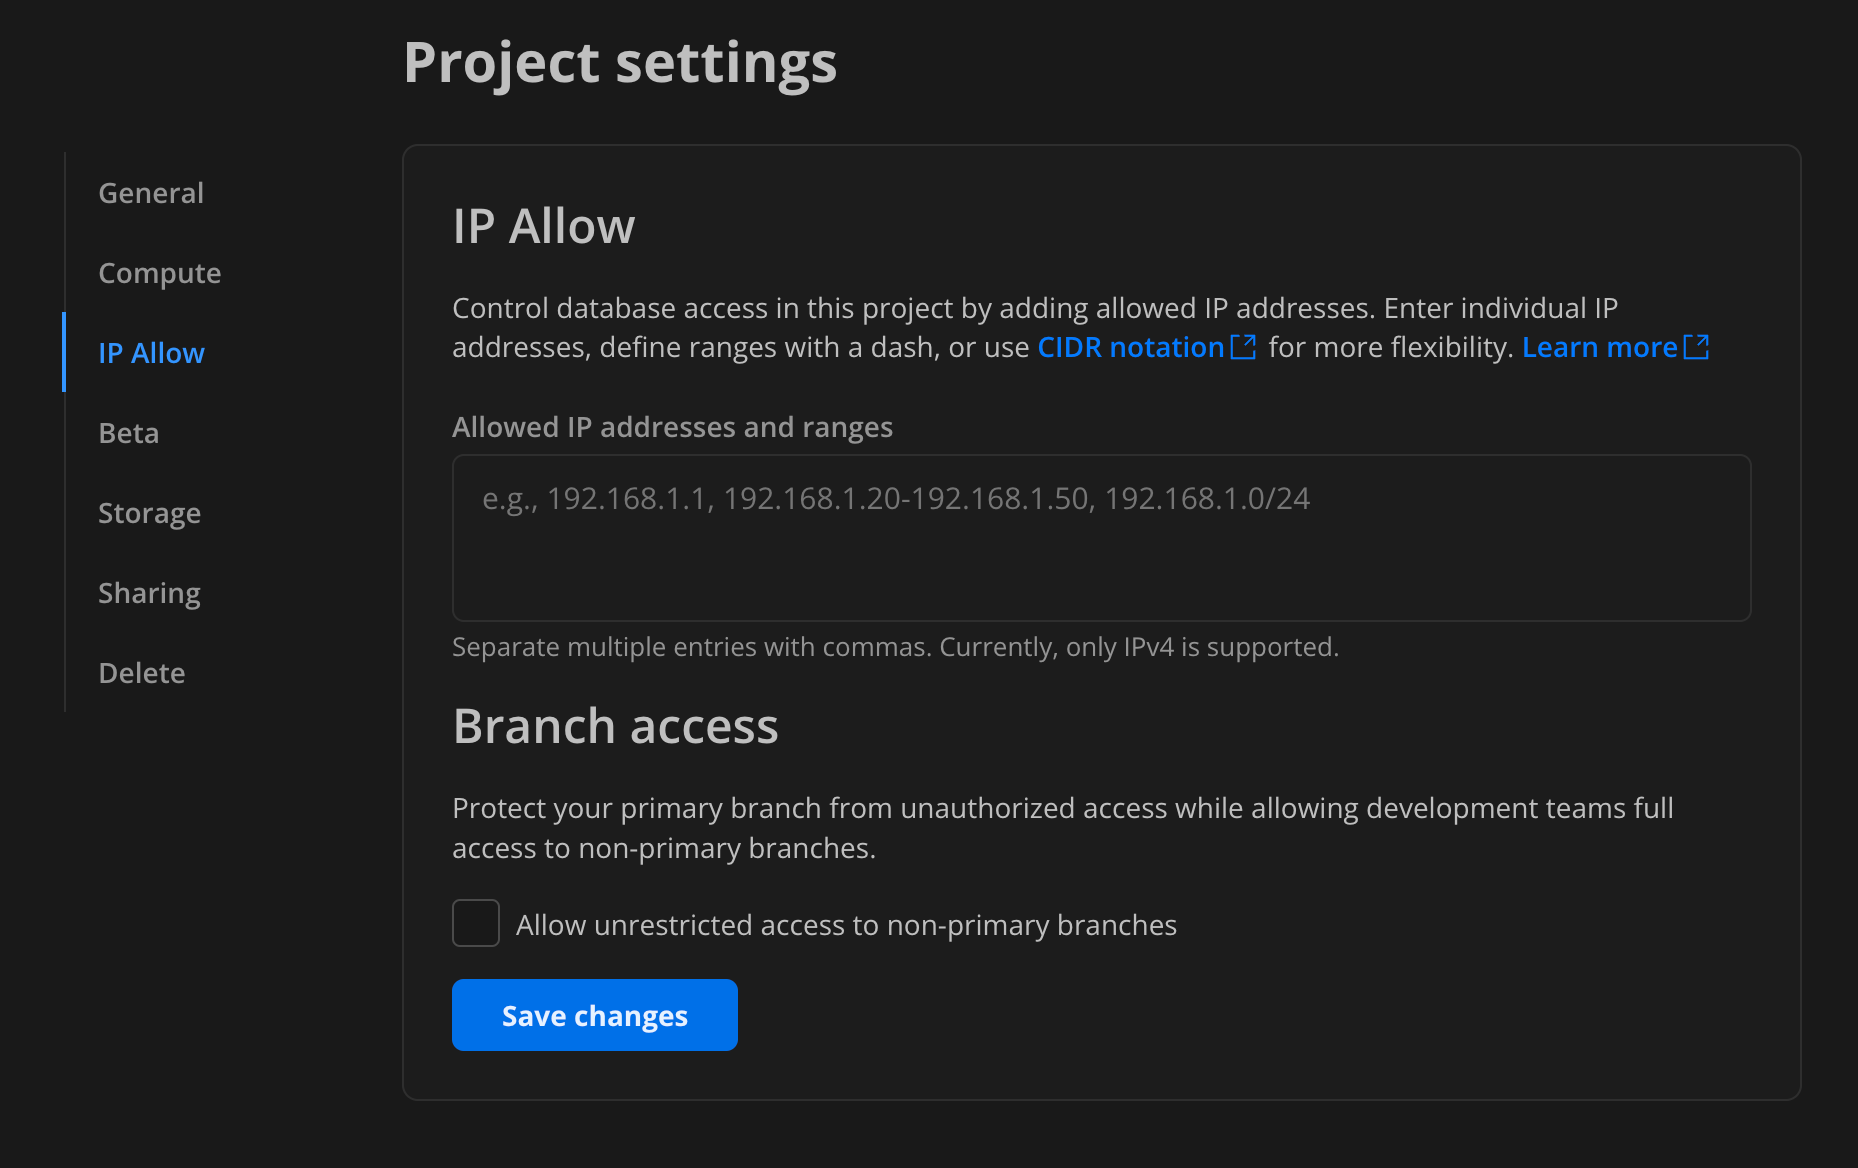 Project settings
General
Compute
IP Allow
Beta
Storage
Sharing
Delete
IP Allow
Control database access in this project by adding allowed IP addresses. Enter individual IP
addresses, define ranges with a dash, or use CIDR notation for more flexibility. Learn more
Allowed IP addresses and ranges
e.g., 192.168.1.1, 192.168.1.20-192.168.1.50, 192.168.1.0/24
Separate multiple entries with commas. Currently, only IPv4 is supported.
Branch access
Protect your primary branch from unauthorized access while allowing development teams full
access to non-primary branches.
Allow unrestricted access to non-primary branches
Save changes